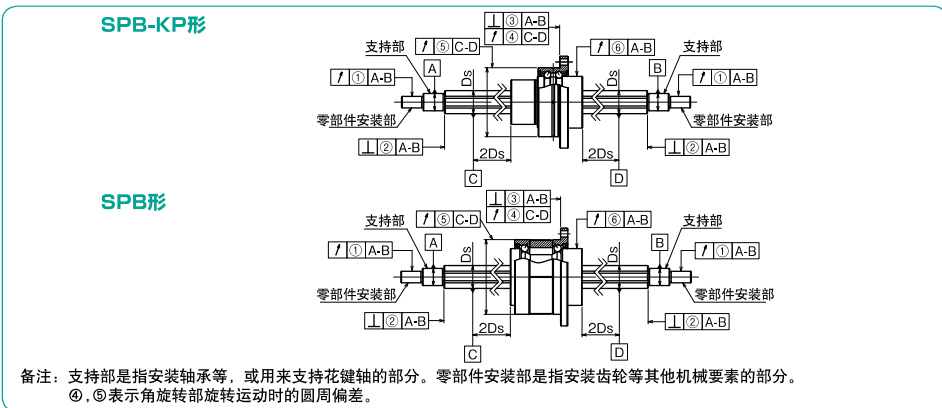 SPB-KP形
⊥ ③ A-B
↗ ④ C-D
↗ ⑤ C-D
↗ ⑥ A-B
支持部
A
Ds
B
支持部
↗ ① A-B
↗ ① A-B
零部件安装部
零部件安装部
⊥ ② A-B
2Ds
2Ds
⊥ ② A-B
C
D
SPB形
⊥ ③ A-B
↗ ④ C-D
↗ ⑤ C-D
↗ ⑥ A-B
支持部
A
Ds
Ds
B
支持部
↗ ① A-B
↗ ① A-B
零部件安装部
零部件安装部
⊥ ② A-B
2Ds
2Ds
⊥ ② A-B
C
D
备注：支持部是指安装轴承等，或用来支持花键轴的部分。零部件安装部是指安装齿轮等其他机械要素的部分。
④，⑤表示角旋转部旋转运动时的圆周偏差。